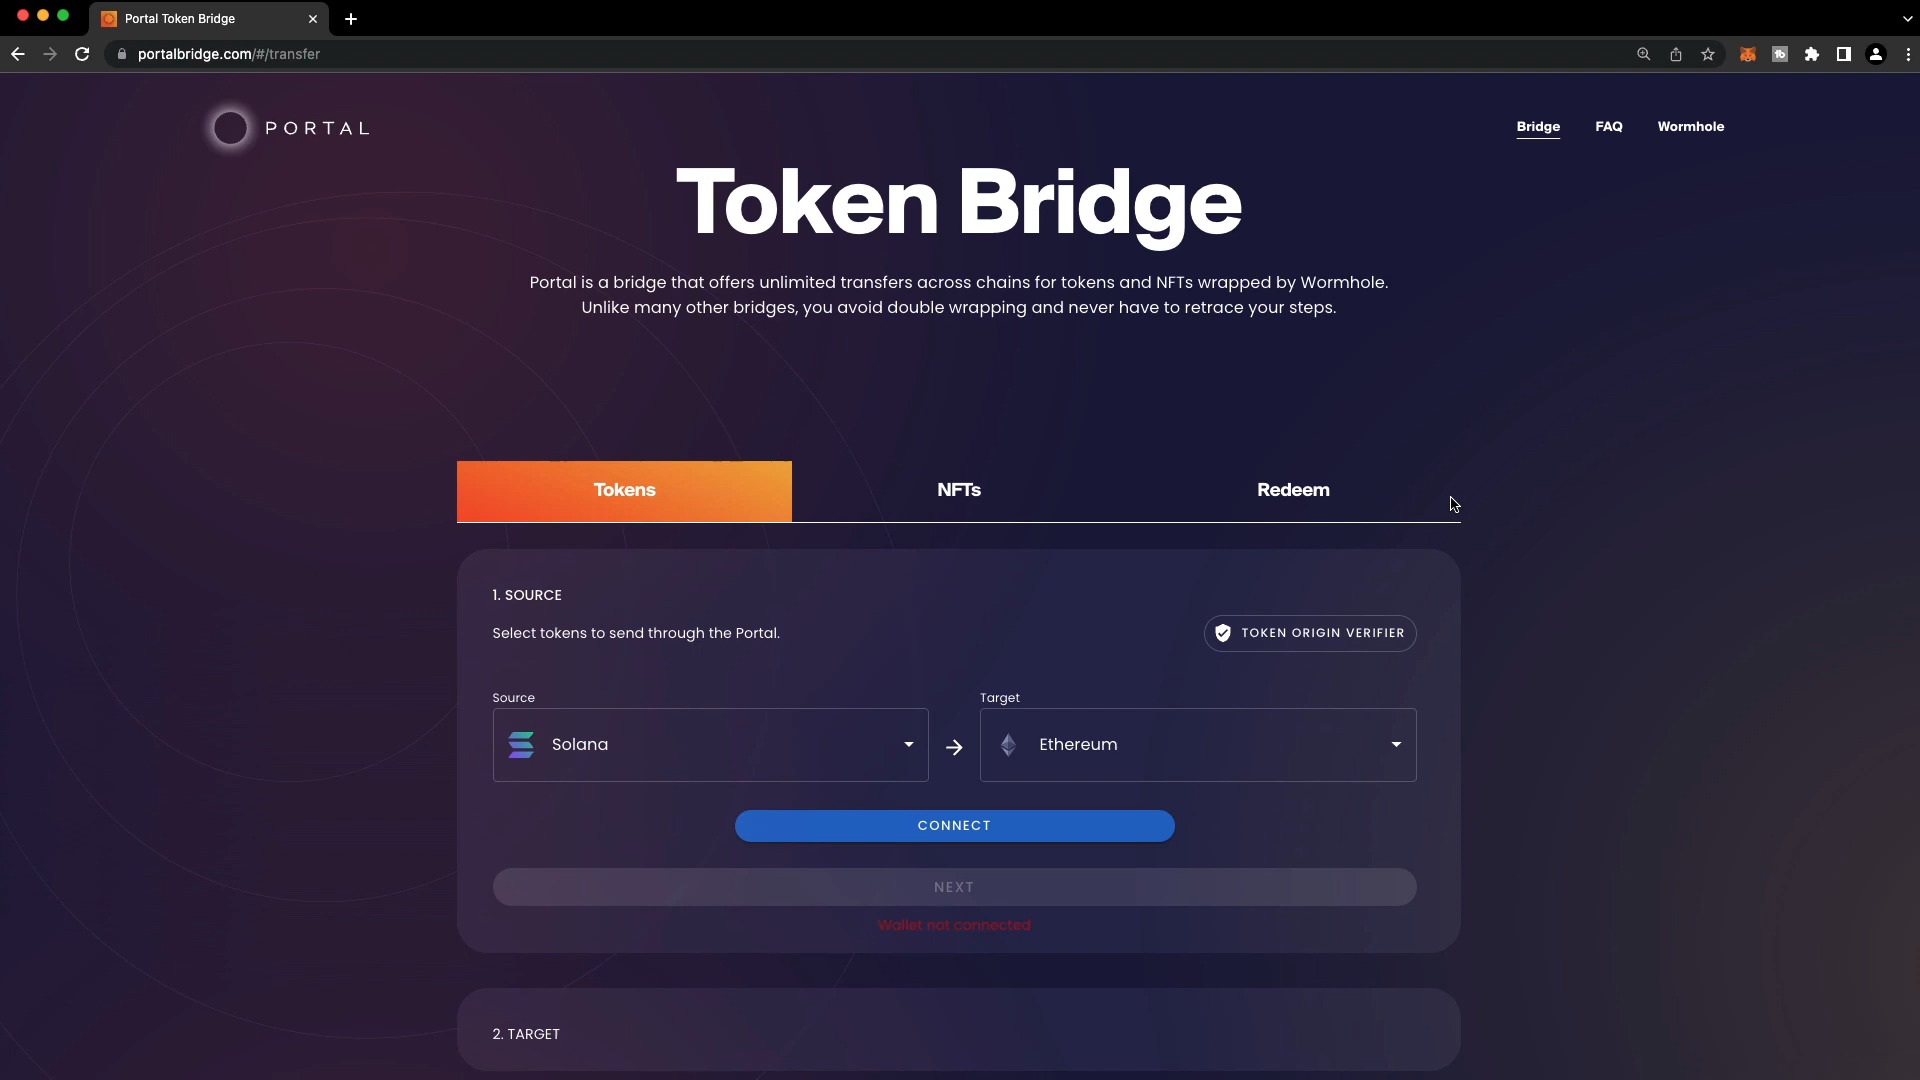 Portal Token Bridge
portalbridge.com/#/transfer
PORTAL
Bridge
FAQ
Wormhole
Token Bridge
Portal is a bridge that offers unlimited transfers across chains for tokens and NFTs wrapped by Wormhole.
Unlike many other bridges, you avoid double wrapping and never have to retrace your steps.
Tokens
NFTs
Redeem
1. SOURCE
Select tokens to send through the Portal.
TOKEN ORIGIN VERIFIER
Source
Target
Solana
Ethereum
CONNECT
NEXT
Wallet not connected
2. TARGET